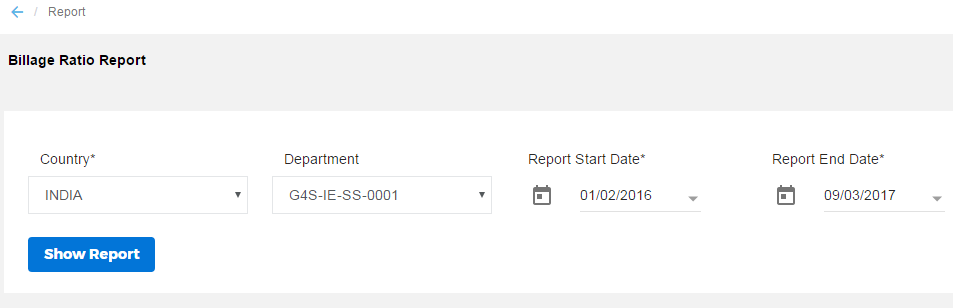 / Report
Billage Ratio Report
Country* Department Report Start Date* Report End Date*
INDIA G4S-IE-SS-0001 01/02/2016 09/03/2017
Show Report